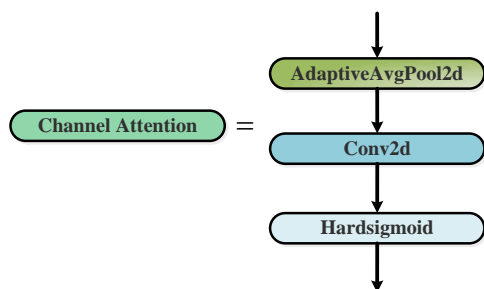 AdaptiveAvgPool2d
Channel Attention =
Conv2d
Hardsigmoid